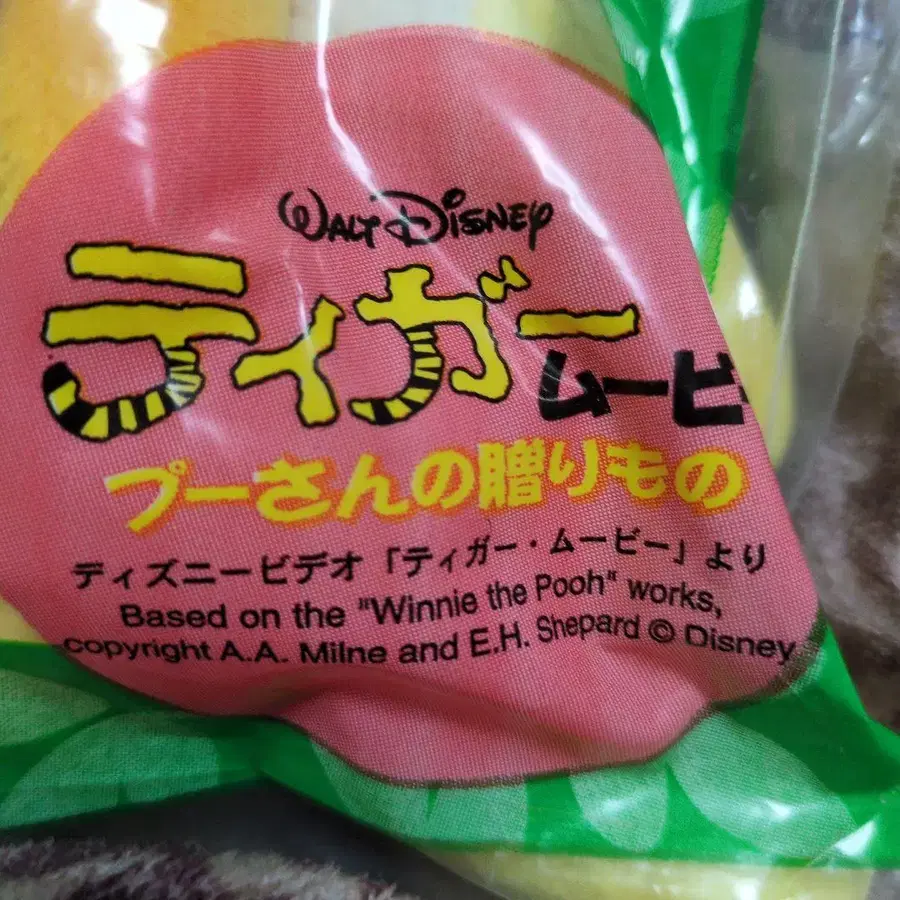 WALT DISNEY
ティガー ムービ
プーさんの贈りもの
ディズニービデオ「ティガー・ムービー」より
Based on the "Winnie the Pooh" works,
copyright A.A. Milne and E.H. Shepard © Disney